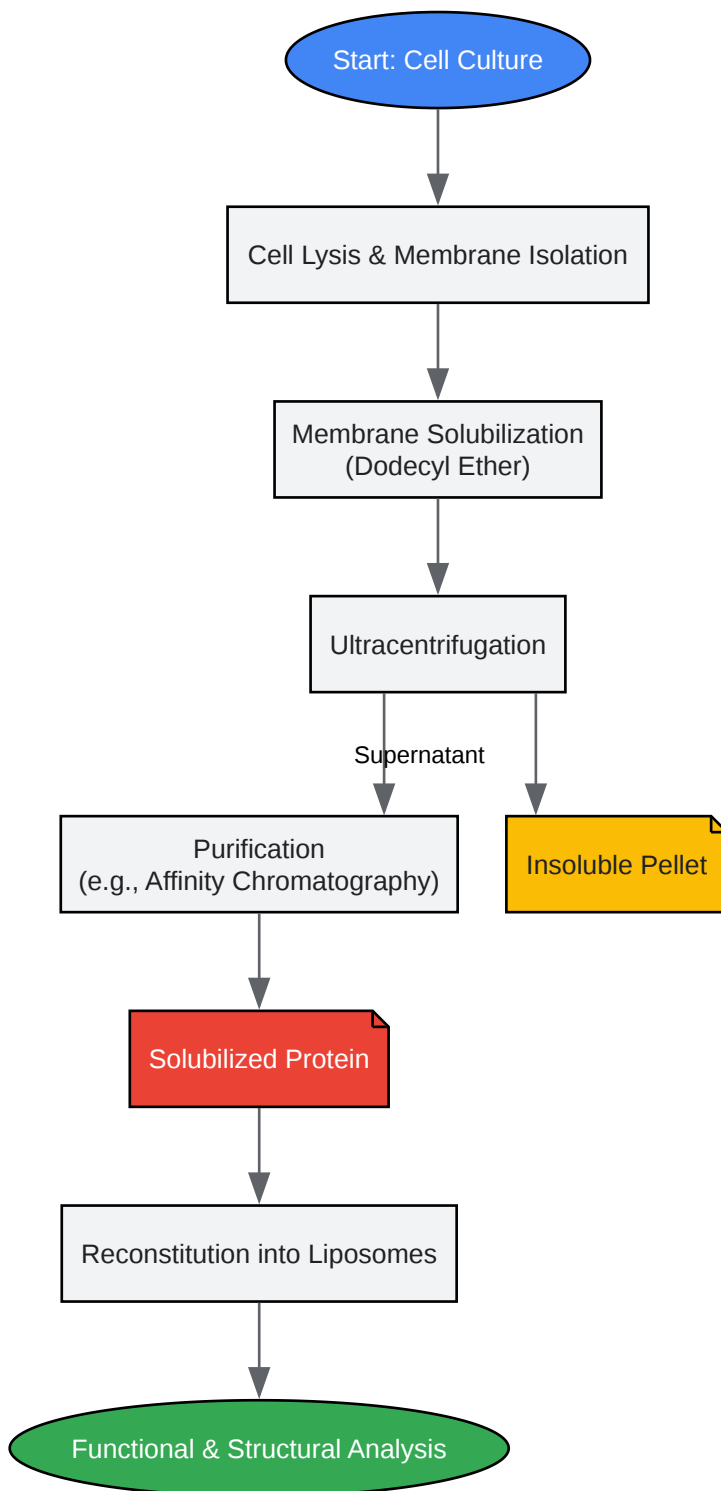 Start: Cell Culture
Cell Lysis & Membrane Isolation
Membrane Solubilization
(Dodecyl Ether)
Ultracentrifugation
Supernatant
Purification
(e.g., Affinity Chromatography)
Insoluble Pellet
Solubilized Protein
Reconstitution into Liposomes
Functional & Structural Analysis